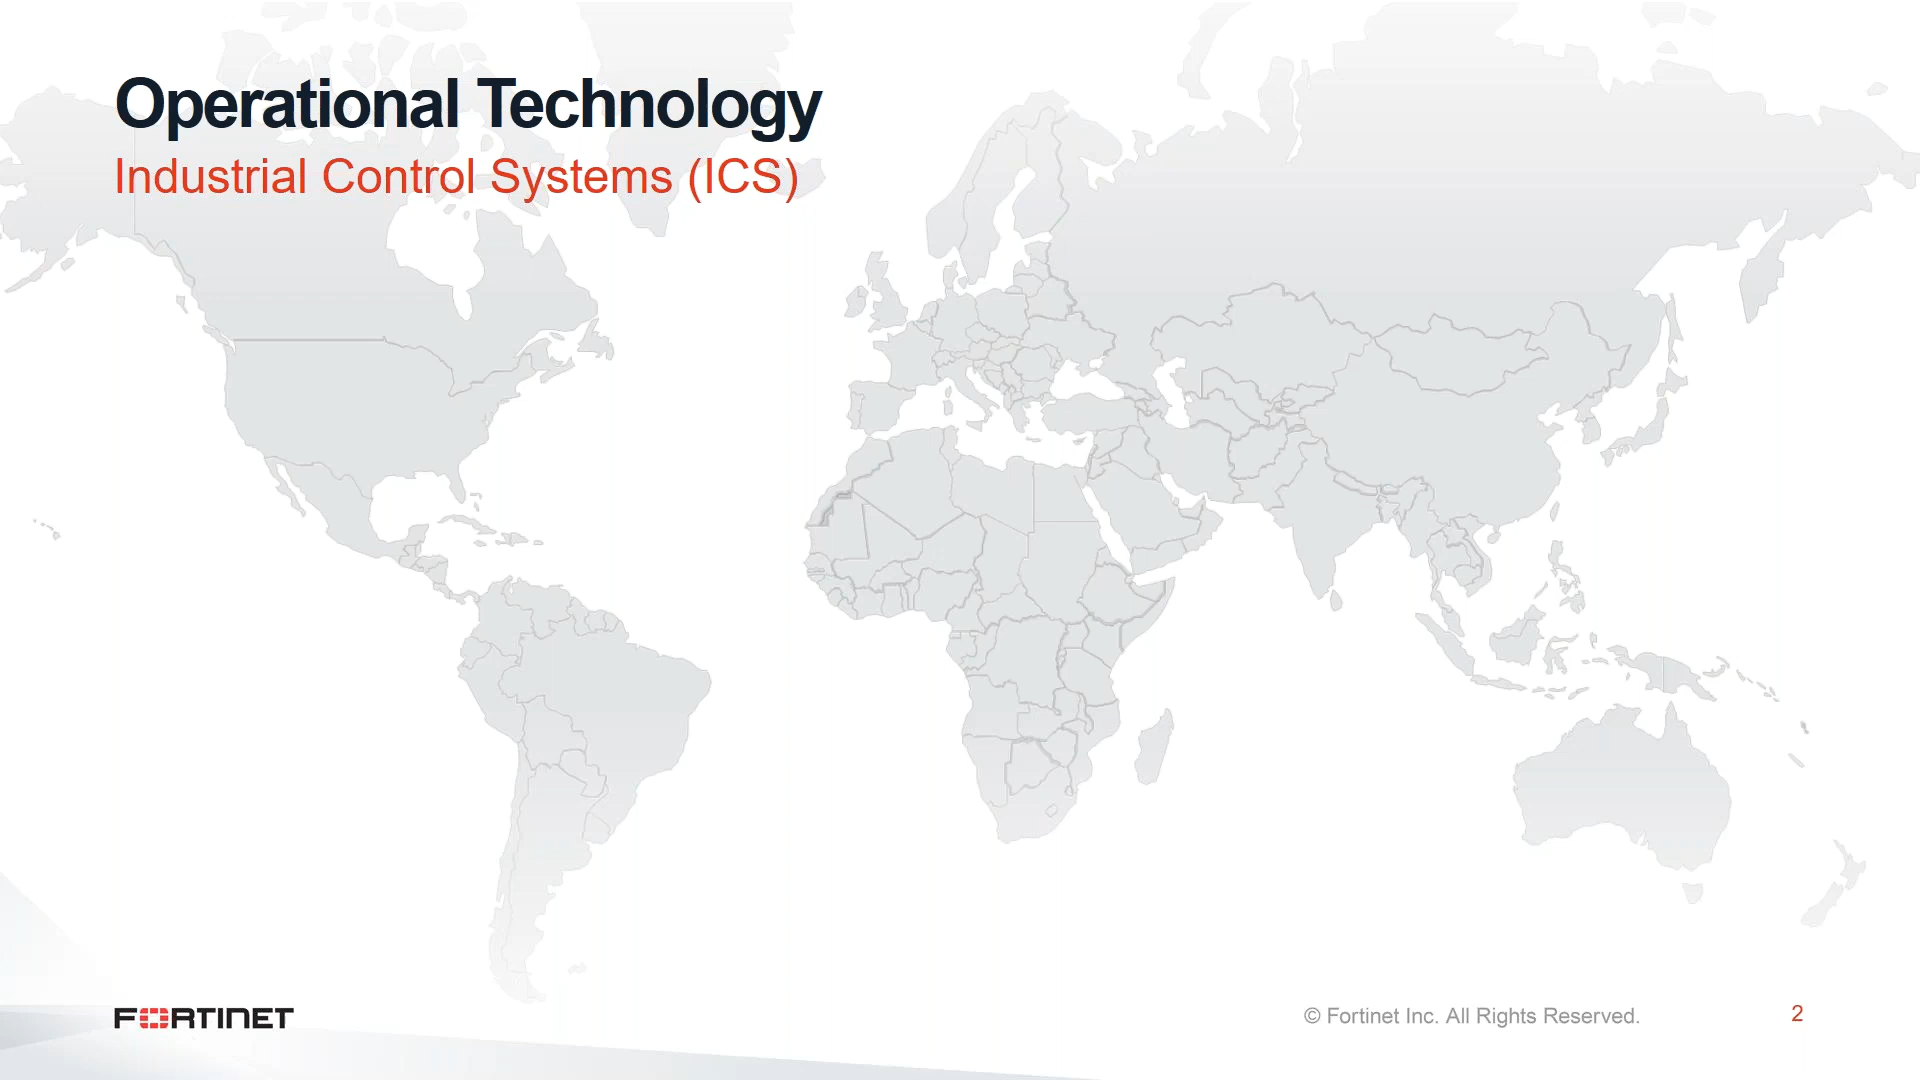 Operational Technology
Industrial Control Systems (ICS)
FORTINET
© Fortinet Inc. All Rights Reserved.
2